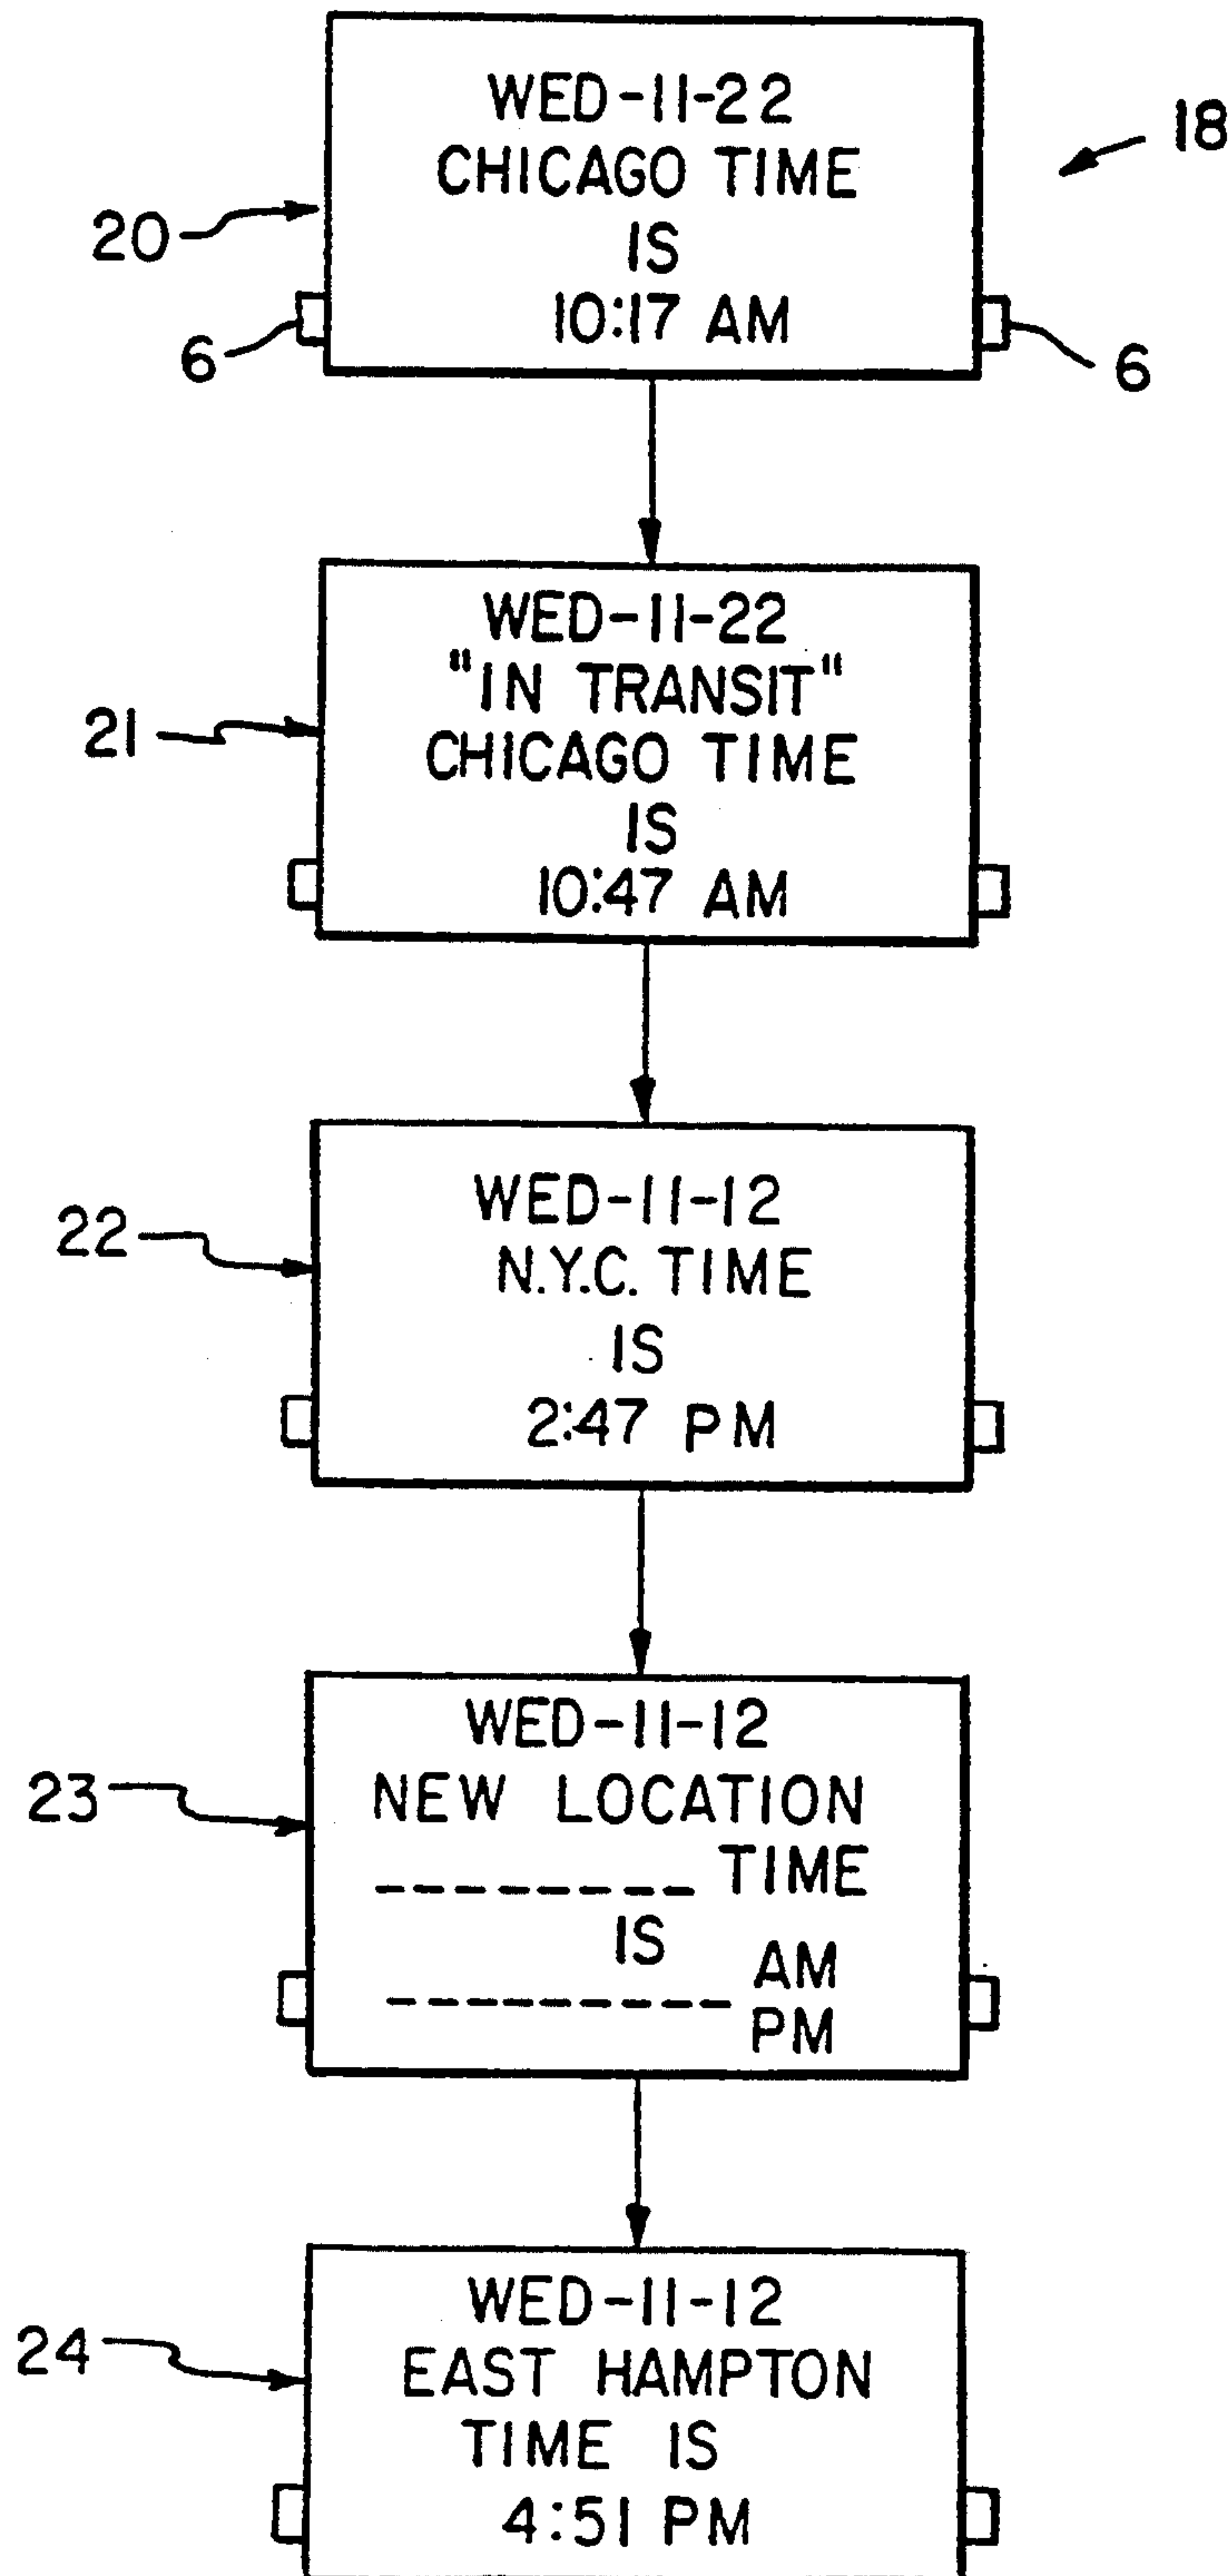 WED-11-22
CHICAGO TIME
IS
10:17 AM
18
20
6
6
WED-11-22
"IN TRANSIT"
CHICAGO TIME
IS
10:47 AM
21
WED-11-12
N.Y.C. TIME
IS
2:47 PM
22
WED-11-12
NEW LOCATION
_________ TIME
IS
_________ AM
PM
23
WED-11-12
EAST HAMPTON
TIME IS
4:51 PM
24